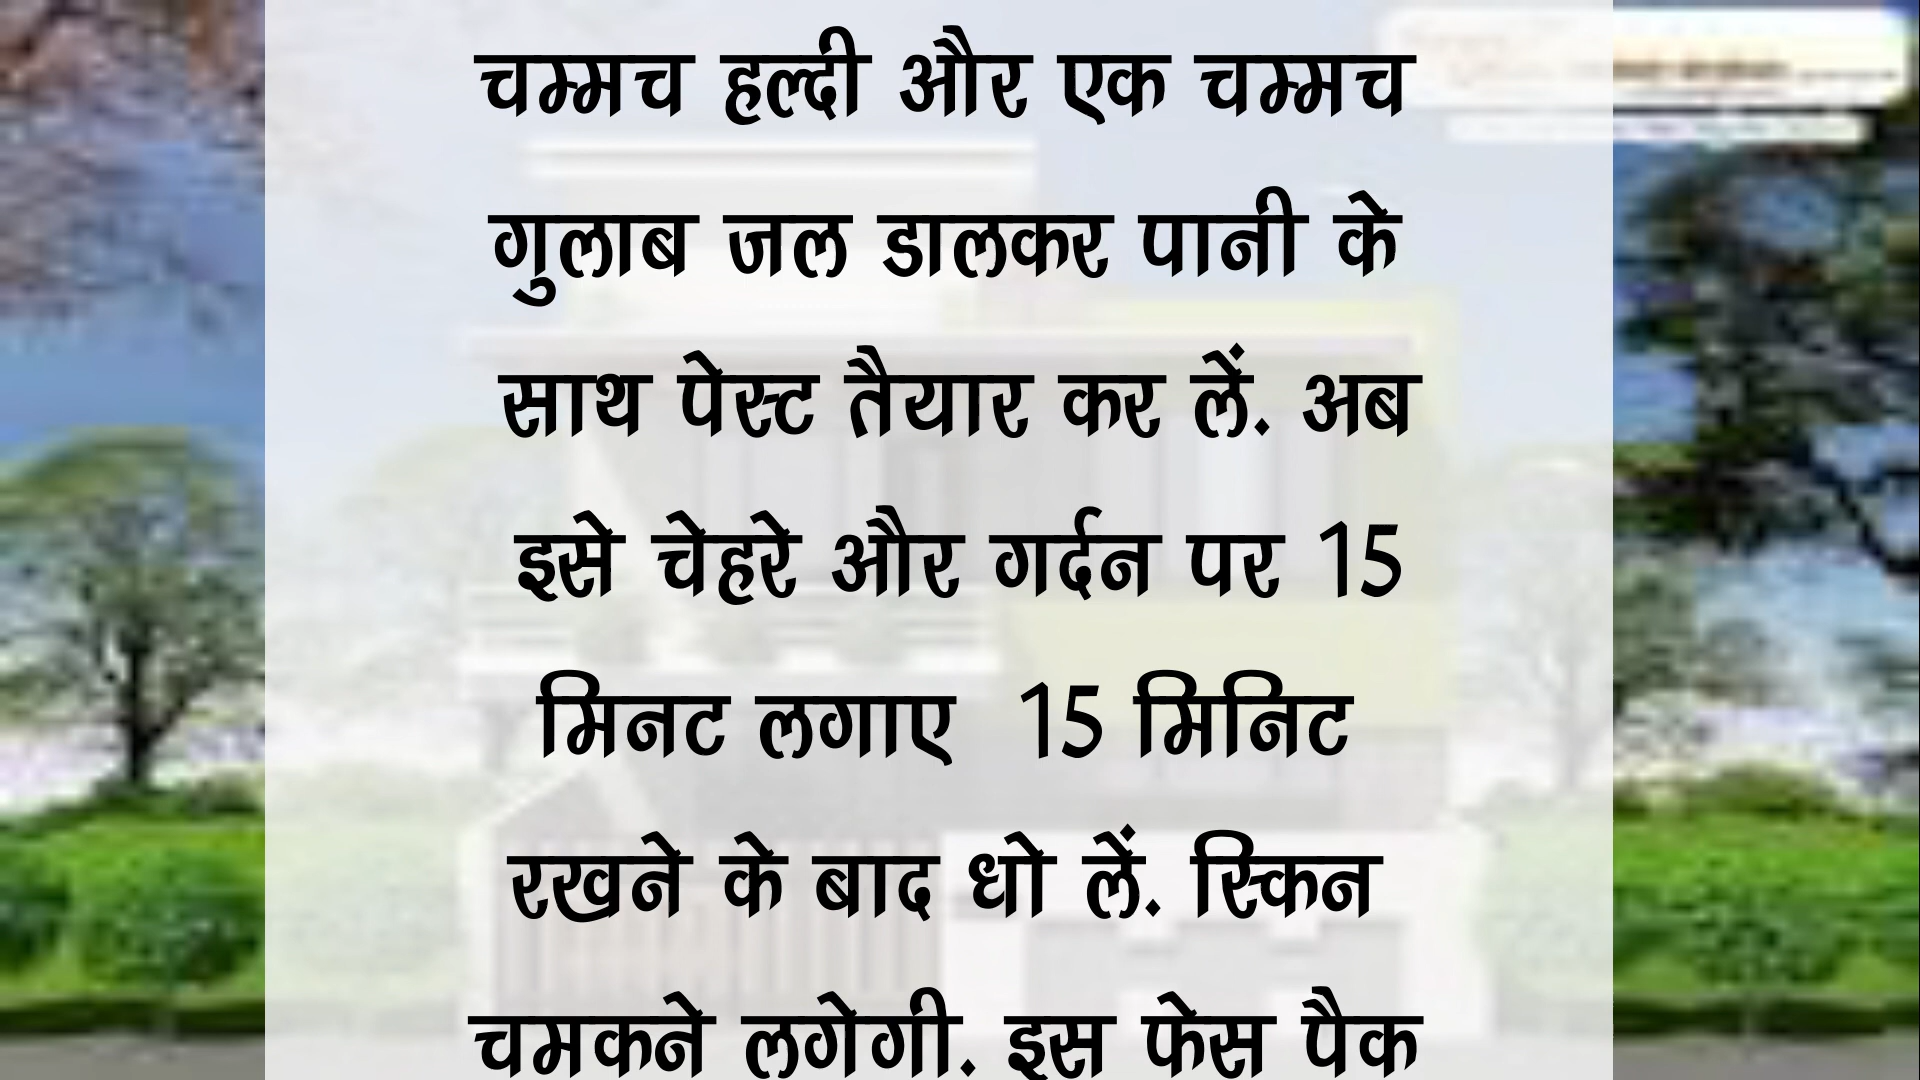 चम्मच हल्दी और एक चम्मच
गुलाब जल डालकर पानी के
साथ पेस्ट तैयार कर लें. अब
इसे चेहरे और गर्दन पर 15
मिनट लगाए 15 मिनिट
रखने के बाद धो लें. स्किन
चमकने लगेगी. इस फेस पैक